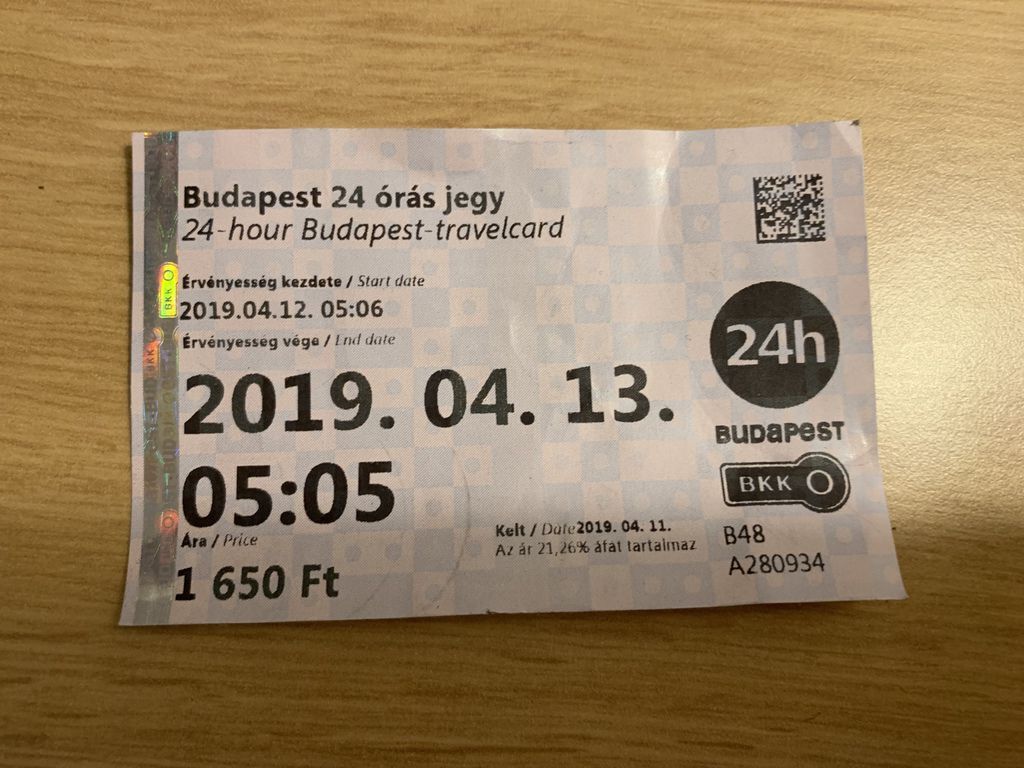 Budapest 24 órás jegy
24-hour Budapest-travelcard
Érvényesség kezdete / Start date
2019.04.12. 05:06
Érvényesség vége / End date
2019. 04. 13.
05:05
Ára / Price
1 650 Ft
Kelt / Date 2019. 04. 11.
Az ár 21,26% áfát tartalmaz
24h
BUDAPEST
BKK
B48
A280934
BKK
BKK